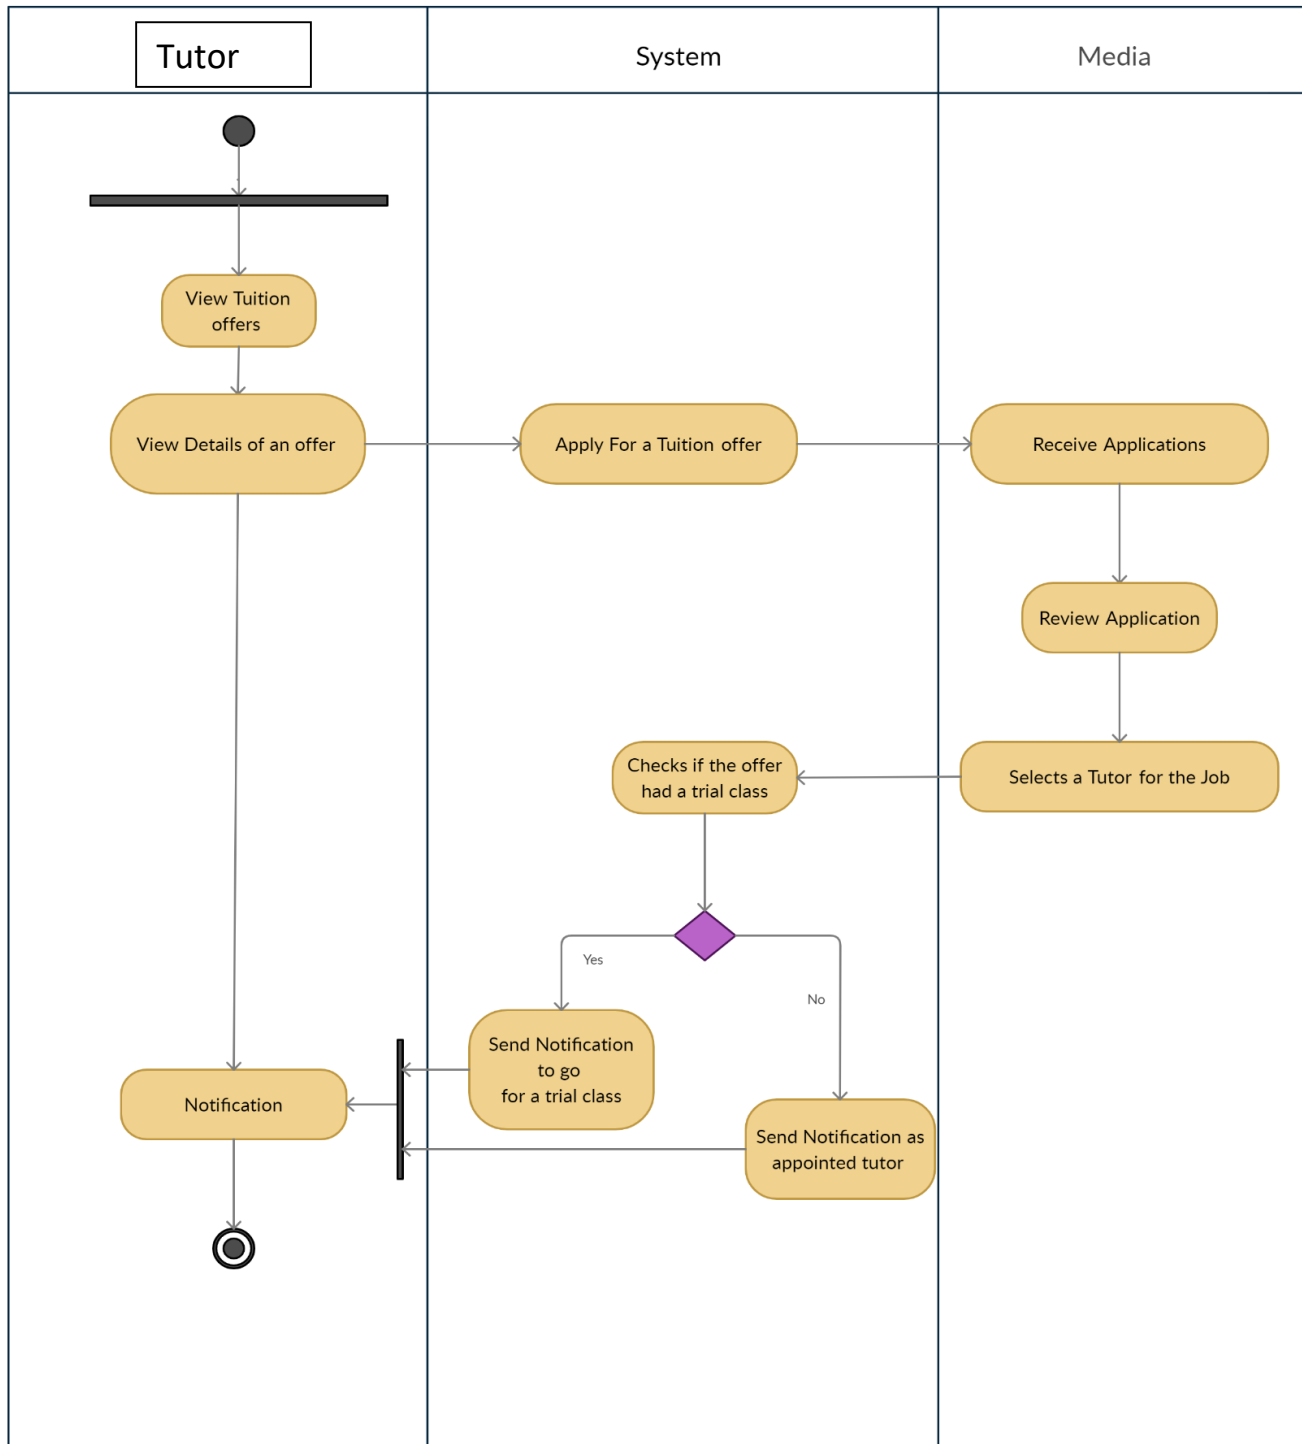 Tutor
System
Media
View Tuition
offers
View Details of an offer
Apply For a Tuition offer
Receive Applications
Review Application
Checks if the offer
had a trial class
Selects a Tutor for the Job
Yes
No
Send Notification
to go
for a trial class
Notification
Send Notification as
appointed tutor